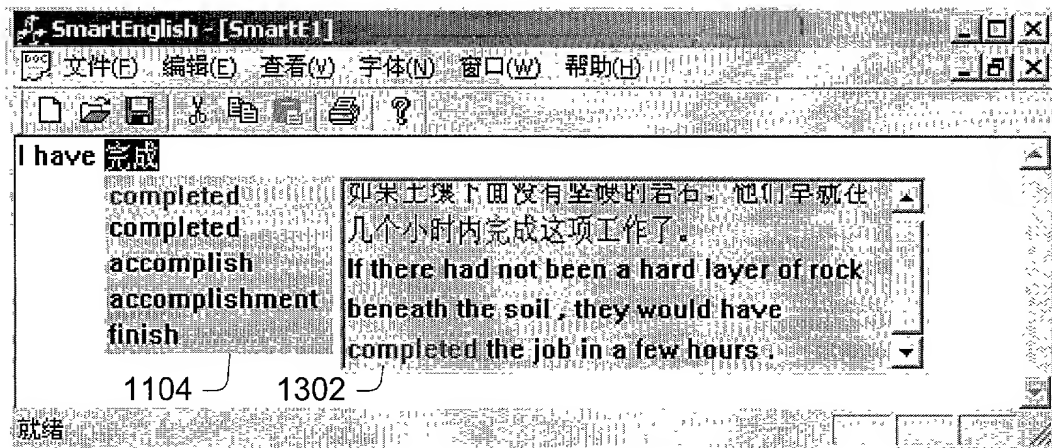 SmartEnglish - [SmartE1]
文件(F) 编辑(E) 查看(V) 字体(N) 窗口(W) 帮助(H)
I have 完成
completed
completed
accomplish
accomplishment
finish
如果土壤下面没有坚硬的岩石，他们早就在
几个小时内完成这项工作了。
If there had not been a hard layer of rock
beneath the soil , they would have
completed the job in a few hours .
1104
1302
就绪